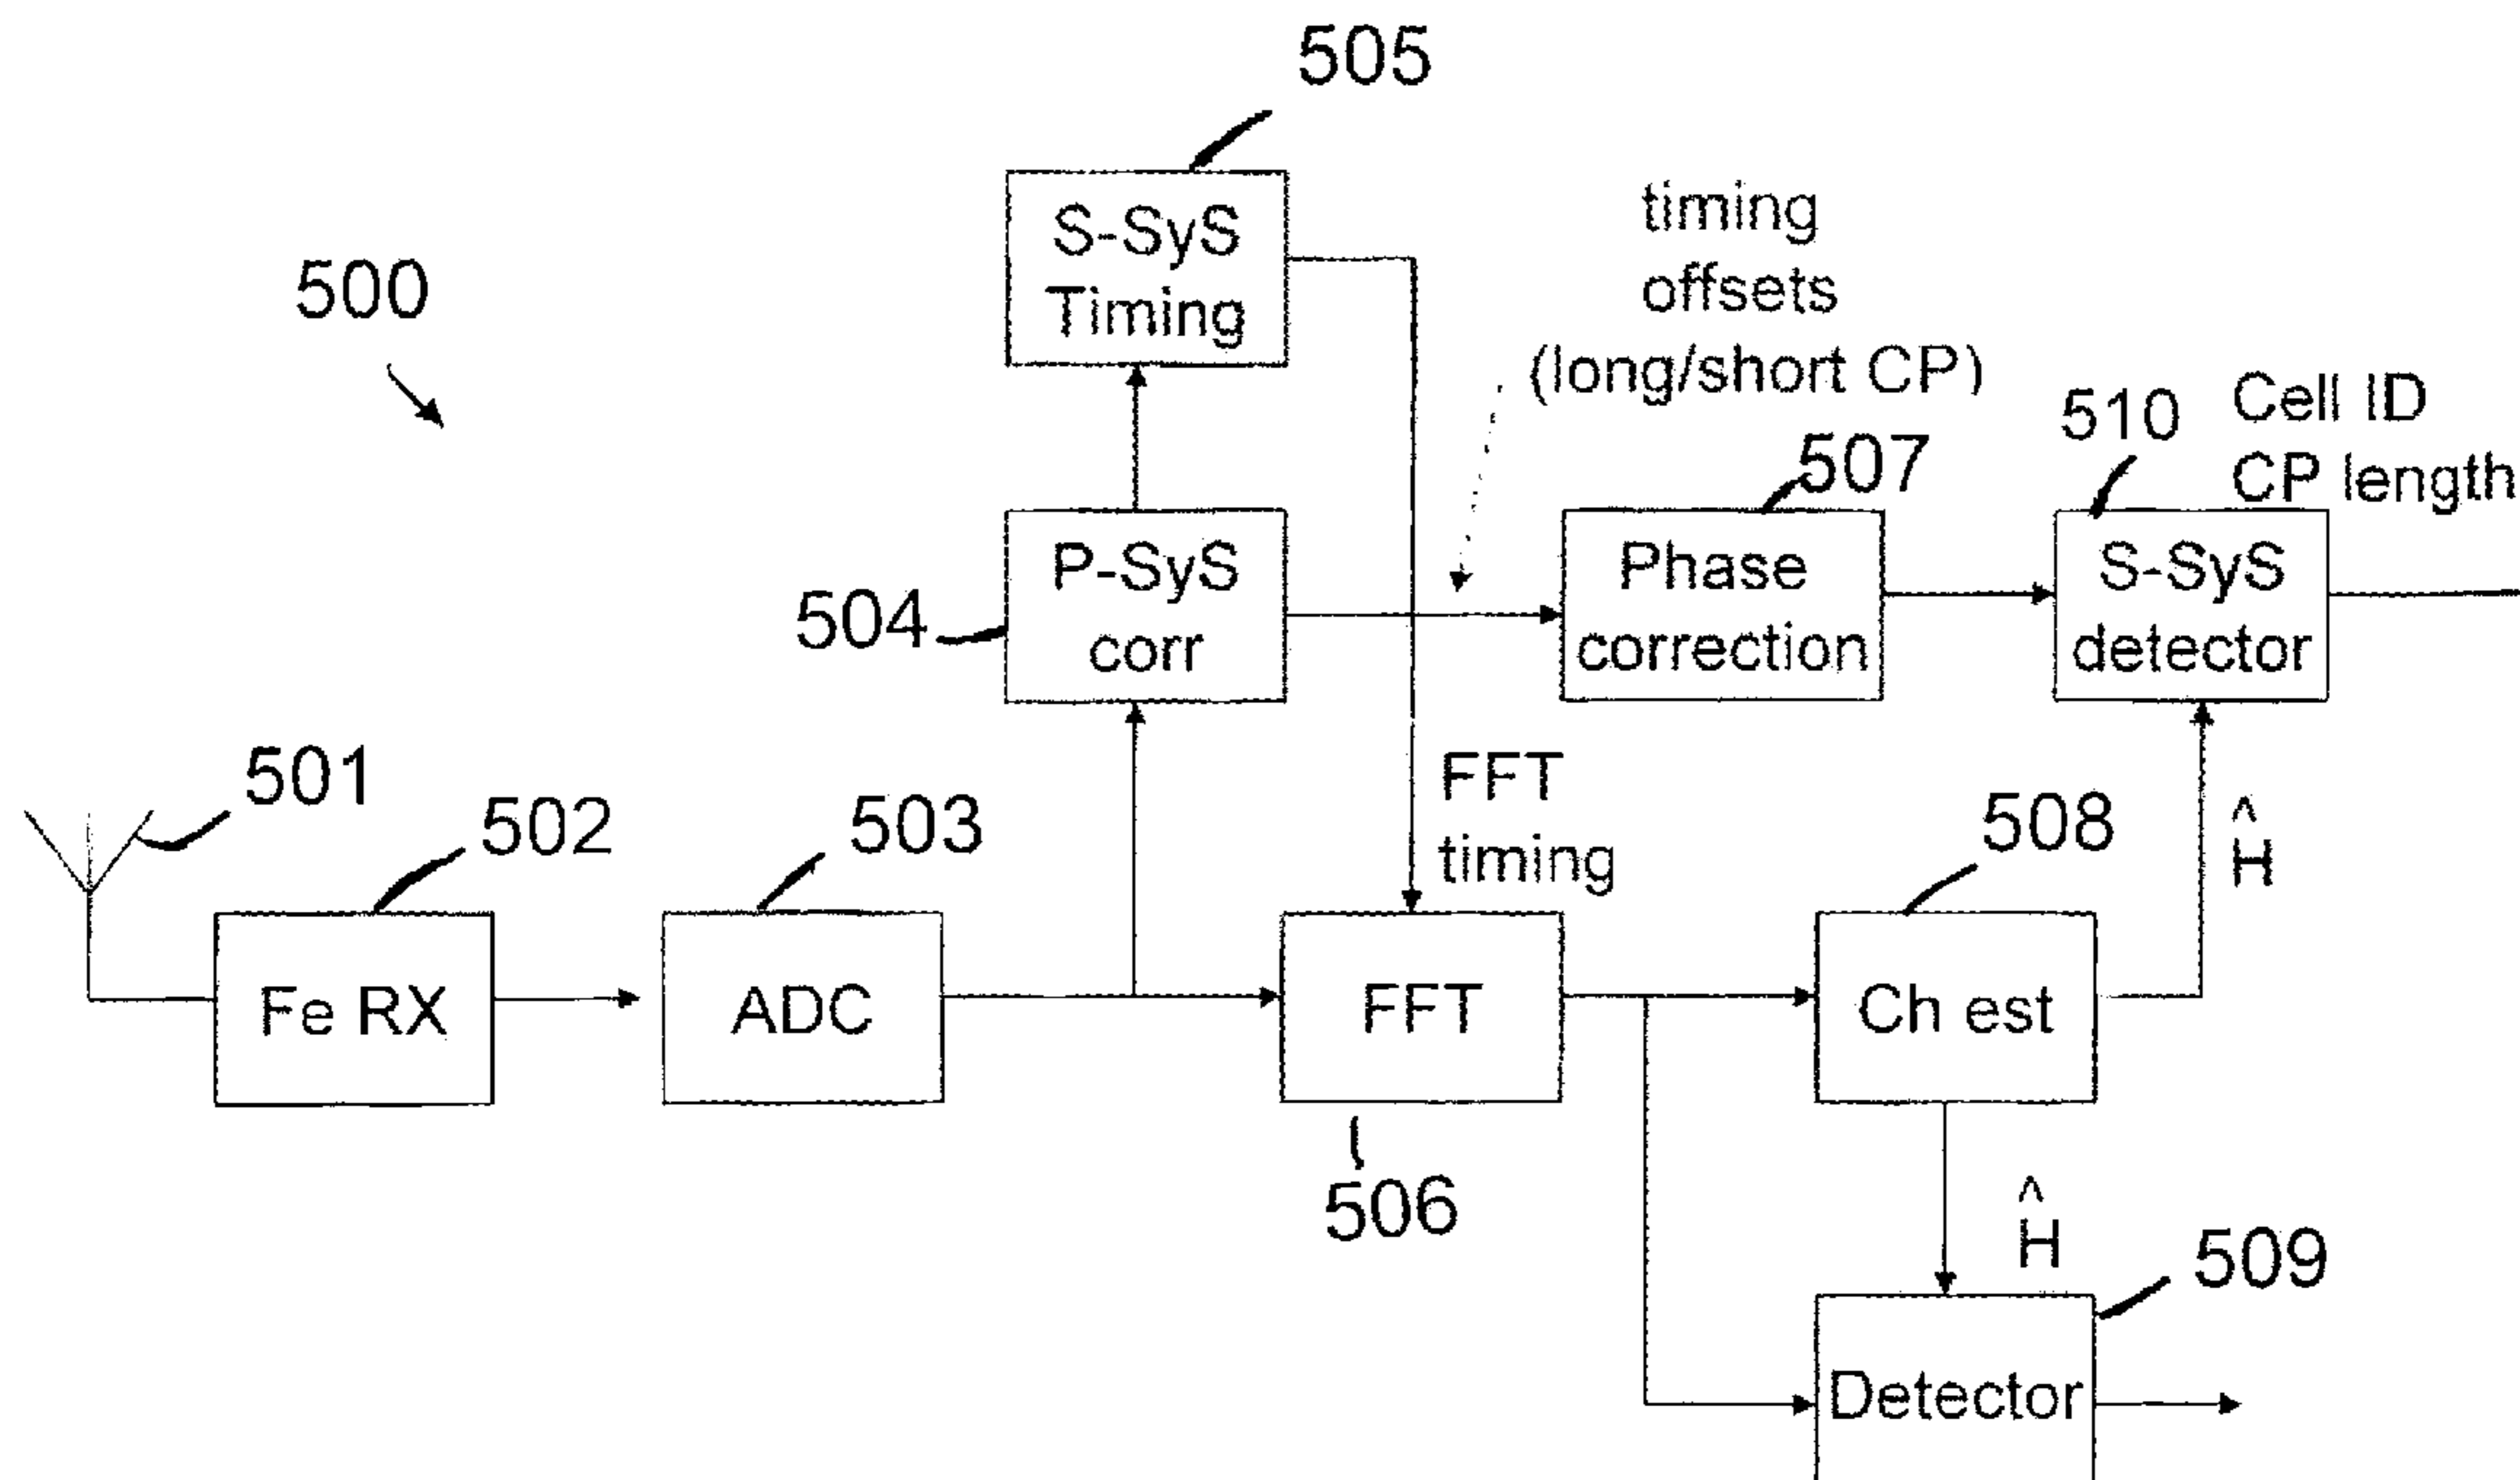 505
S-SyS
Timing
timing
offsets
(long/short CP)
500
510
Cell ID
CP length
507
P-SyS
corr
504
Phase
correction
S-SyS
detector
501
502
503
FFT
timing
508
^
H
Fe RX
ADC
FFT
Ch est
506
^
H
509
Detector